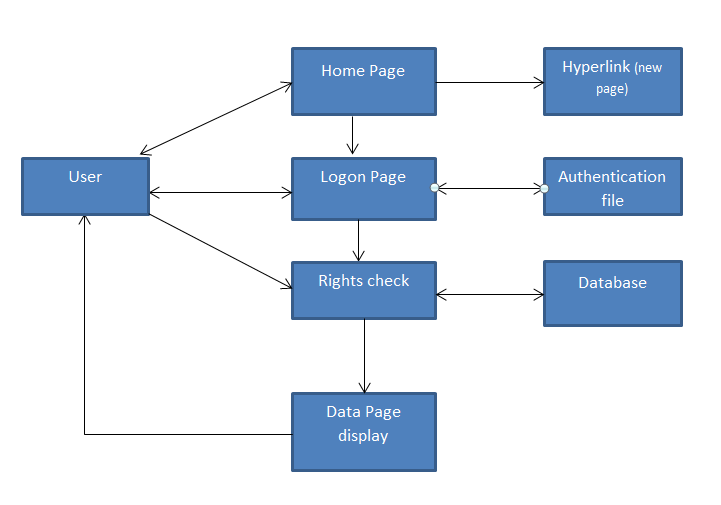 Home Page
Hyperlink (new
page)
User
Logon Page
Authentication
file
Rights check
Database
Data Page
display